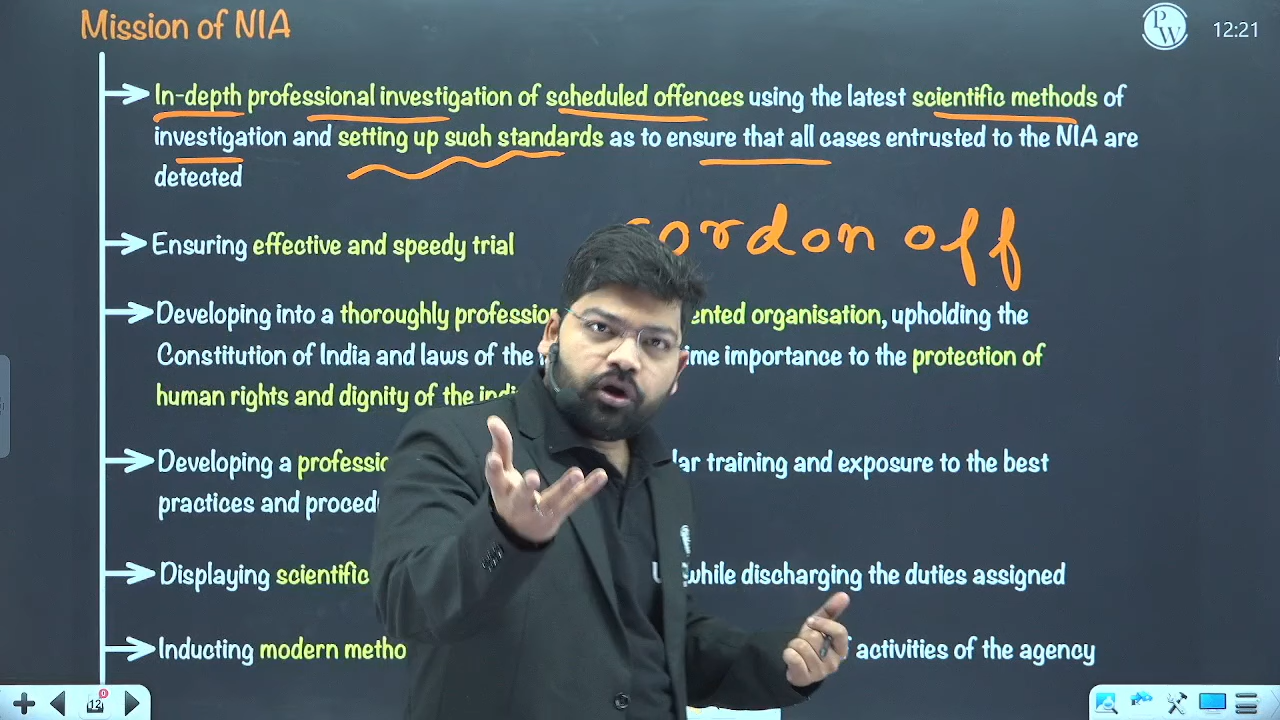 Mission of NIA
PW
12:21
In-depth professional investigation of scheduled offences using the latest scientific methods of
investigation and setting up such standards as to ensure that all cases entrusted to the NIA are
detected
Ensuring effective and speedy trial
cordon off
Developing into a thoroughly profession ented organisation, upholding the
Constitution of India and laws of the ime importance to the protection of
human rights and dignity of the indi
Developing a professio lar training and exposure to the best
practices and proced
Displaying scientific while discharging the duties assigned
Inducting modern metho f activities of the agency
0
12